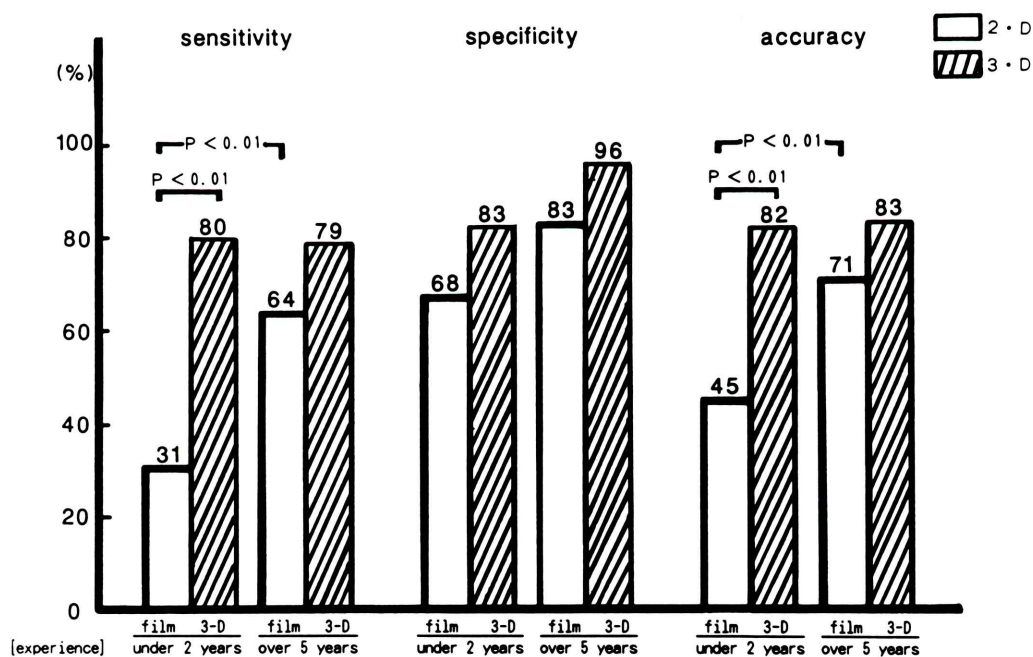 sensitivity specificity accuracy
2・D
3・D
(%)
100
80
60
40
20
0
P < 0.01
P < 0.01
P < 0.01
P < 0.01
31 80 64 79 68 83 83 96 45 82 71 83
film 3-D film 3-D film 3-D film 3-D film 3-D film 3-D
[experience] under 2 years over 5 years under 2 years over 5 years under 2 years over 5 years